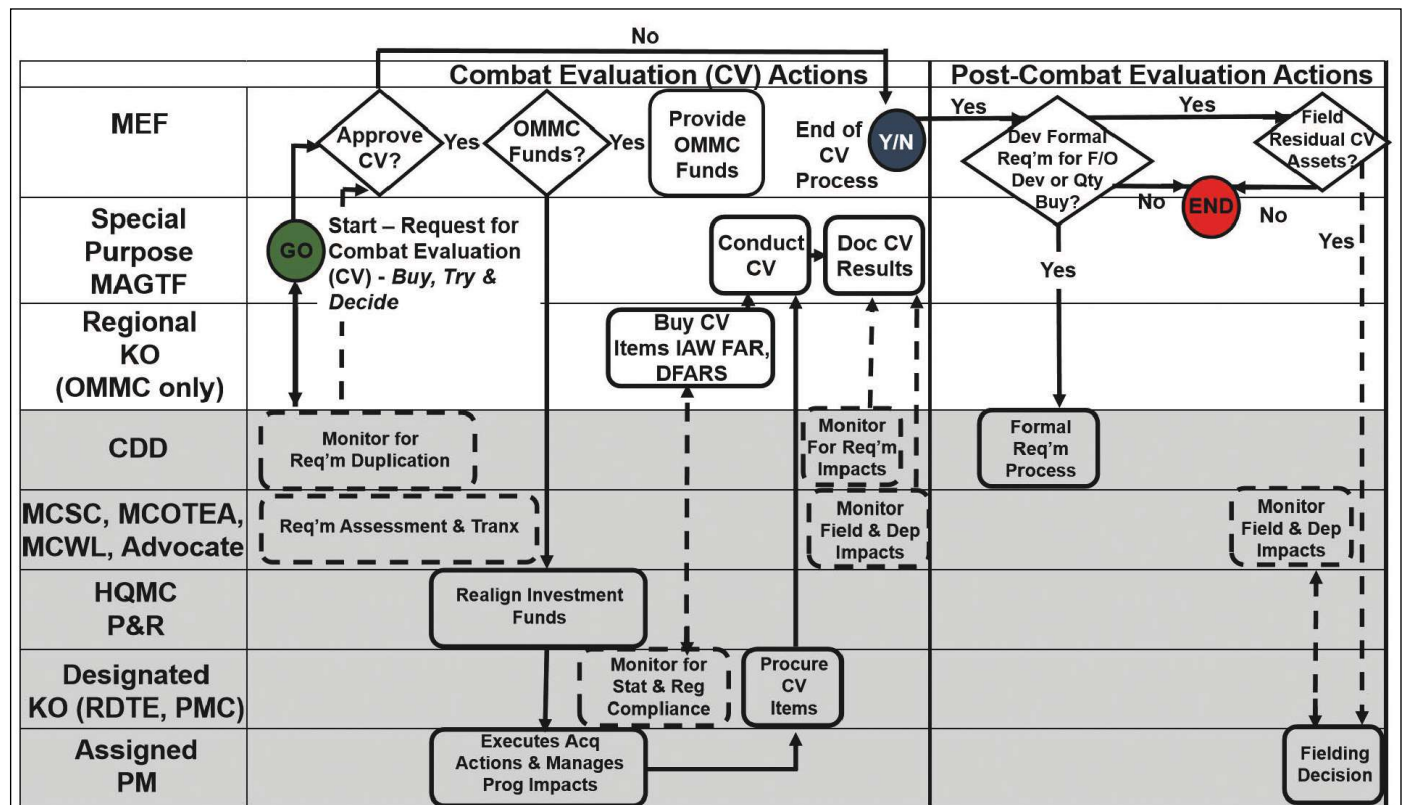 No
Combat Evaluation (CV) Actions
Post-Combat Evaluation Actions
MEF
Approve
CV?
Yes
OMMC
Funds?
Yes
Provide
OMMC
Funds
End of
CV
Process
Y/N
Yes
Dev Formal
Req'm for F/O
Dev or Qty
Buy?
Yes
Field
Residual CV
Assets?
No
END
No
Yes
Yes
Special
Purpose
MAGTF
GO
Start – Request for
Combat Evaluation
(CV) - Buy, Try &
Decide
Conduct
CV
Doc CV
Results
Regional
KO
(OMMC only)
Buy CV
Items IAW FAR,
DFARS
CDD
Monitor for
Req'm Duplication
Monitor
For Req'm
Impacts
Formal
Req'm
Process
MCSC, MCOTEA,
MCWL, Advocate
Req'm Assessment & Tranx
Monitor
Field & Dep
Impacts
Monitor
Field & Dep
Impacts
HQMC
P&R
Realign Investment
Funds
Designated
KO (RDTE, PMC)
Monitor for
Stat & Reg
Compliance
Procure
CV
Items
Assigned
PM
Executes Acq
Actions & Manages
Prog Impacts
Fielding
Decision